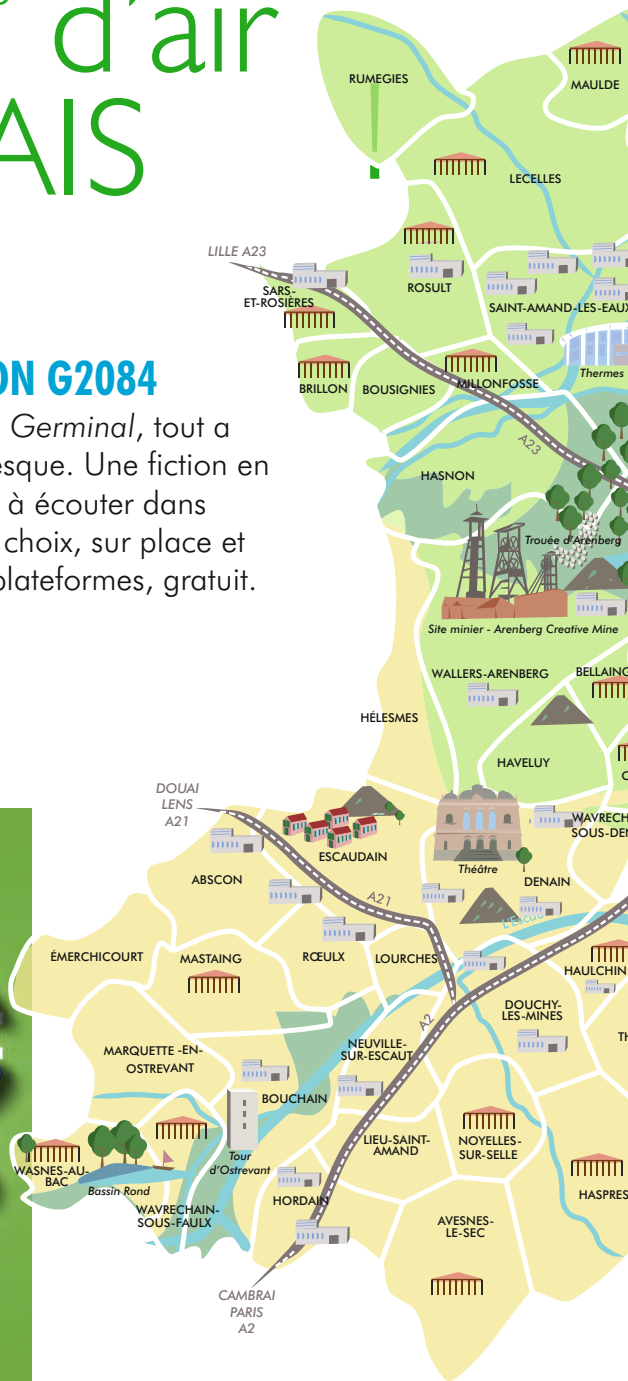 d'air
AIS
ON G2084
Germinal, tout a
esque. Une fiction en
à écouter dans
choix, sur place et
plateformes, gratuit.
RUMEGIES
MAULDE
LECELLES
LILLE A23
SARS-
ET-ROSIÈRES
ROSULT
SAINT-AMAND-LES-EAUX
Thermes
BRILLON
BOUSIGNIES
MILLONFOSSE
A23
HASNON
Trouée d'Arenberg
Site minier - Arenberg Creative Mine
WALLERS-ARENBERG
BELLAING
HÉLESMES
HAVELUY
DOUAI
LENS
A21
ESCAUDAIN
Théâtre
WAVRECH
SOUS-DEN
ABSCON
A21
DENAIN
L'Escau
ÉMERCHICOURT
MASTAING
RŒULX
LOURCHES
HAULCHIN
DOUCHY-
LES-MINES
A2
TH
NEUVILLE-
SUR-ESCAUT
MARQUETTE -EN-
OSTREVANT
BOUCHAIN
LIEU-SAINT-
AMAND
NOYELLES-
SUR-SELLE
Tour
d'Ostrevant
WASNES-AU-
BAC
Bassin Rond
HORDAIN
HASPRES
WAVRECHAIN-
SOUS-FAULX
AVESNES-
LE-SEC
CAMBRAI
PARIS
A2